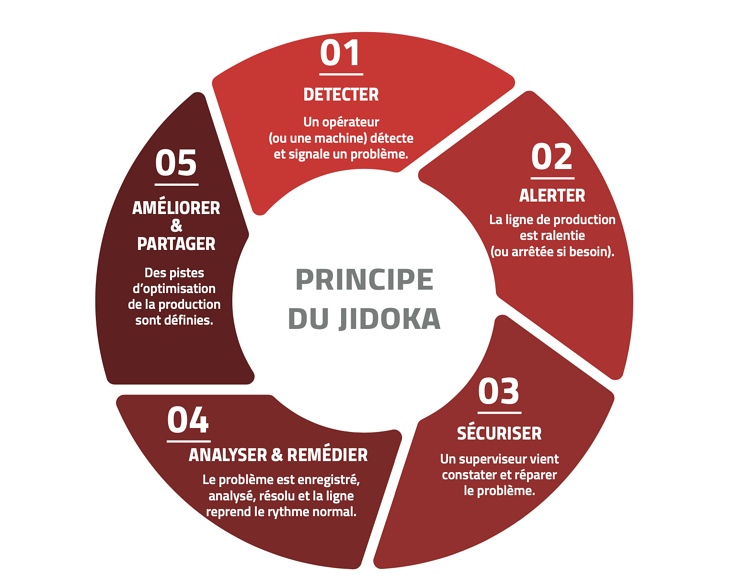 01
DETECTER
Un opérateur
(ou une machine) détecte
et signale un problème.
02
ALERTER
La ligne de production
est ralentie
(ou arrêtée si besoin).
03
SÉCURISER
Un superviseur vient
constater et réparer
le problème.
04
ANALYSER & REMÉDIER
Le problème est enregistré,
analysé, résolu et la ligne
reprend le rythme normal.
05
AMÉLIORER
&
PARTAGER
Des pistes
d'optimisation
de la production
sont définies.
PRINCIPE
DU JIDOKA